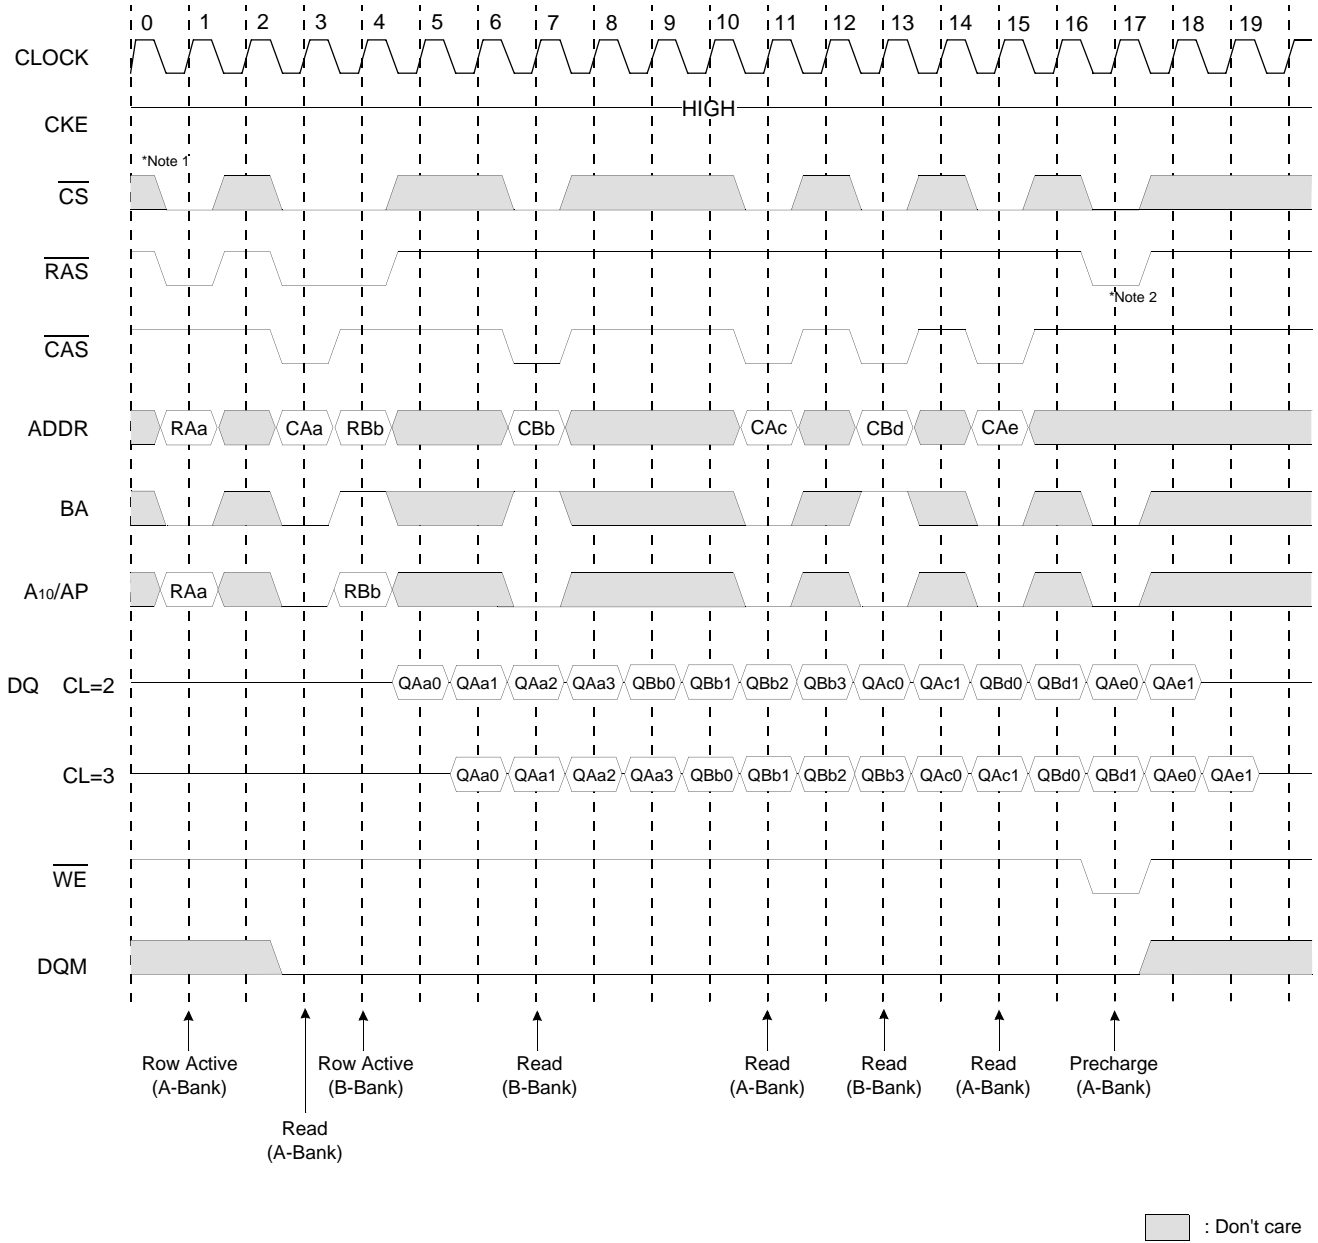 0 1 2 3 4 5 6 7 8 9 10 11 12 13 14 15 16 17 18 19
CLOCK
HIGH
CKE
*Note 1
CS
RAS
*Note 2
CAS
ADDR RAa CAa RBb CBb CAc CBd CAe
BA
A10/AP RAa RBb
DQ CL=2 QAa0 QAa1 QAa2 QAa3 QBb0 QBb1 QBb2 QBb3 QAc0 QAc1 QBd0 QBd1 QAe0 QAe1
CL=3 QAa0 QAa1 QAa2 QAa3 QBb0 QBb1 QBb2 QBb3 QAc0 QAc1 QBd0 QBd1 QAe0 QAe1
WE
DQM
Row Active
(A-Bank)
Row Active
(B-Bank)
Read
(B-Bank)
Read
(A-Bank)
Read
(B-Bank)
Read
(A-Bank)
Precharge
(A-Bank)
Read
(A-Bank)
: Don't care